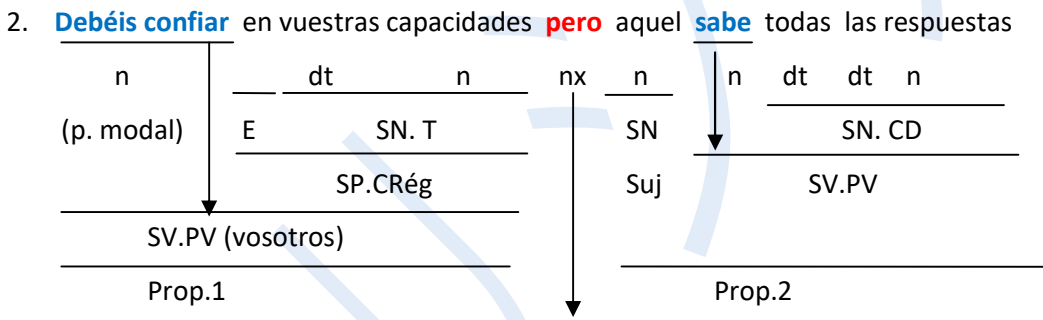 2. Debéis confiar en vuestras capacidades pero aquel sabe todas las respuestas
n dt n nx n n dt dt n
(p. modal) E SN. T SN SN. CD
SP.CRég Suj SV.PV
SV.PV (vosotros)
Prop.1 Prop.2